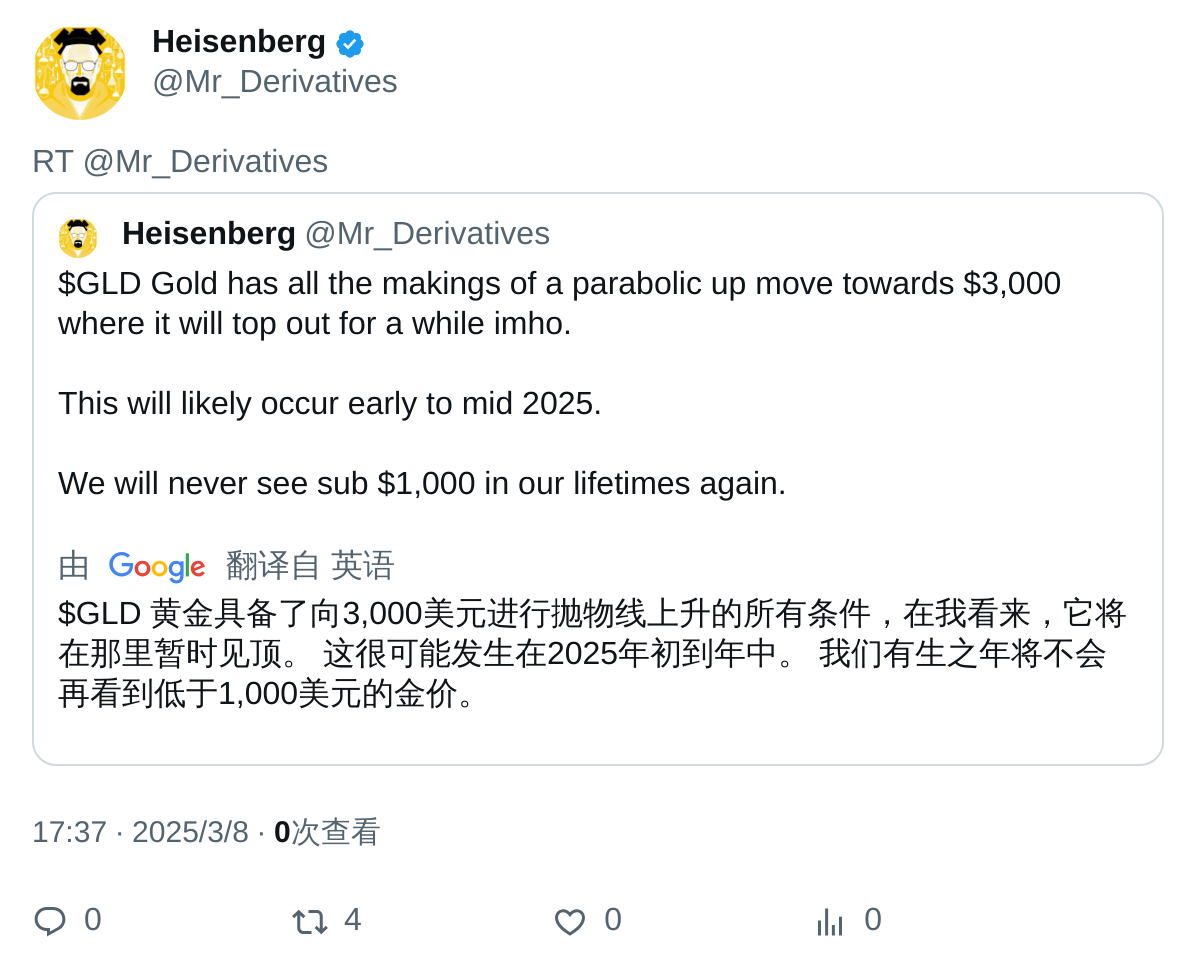 Heisenberg
@Mr_Derivatives
RT @Mr_Derivatives
Heisenberg @Mr_Derivatives
$GLD Gold has all the makings of a parabolic up move towards $3,000
where it will top out for a while imho.
This will likely occur early to mid 2025.
We will never see sub $1,000 in our lifetimes again.
由 Google 翻译自 英语
$GLD 黄金具备了向3,000美元进行抛物线上升的所有条件，在我看来，它将
在那里暂时见顶。 这很可能发生在2025年初到年中。 我们有生之年将不会
再看到低于1,000美元的金价。
17:37 · 2025/3/8 · 0次查看
0 4 0 0